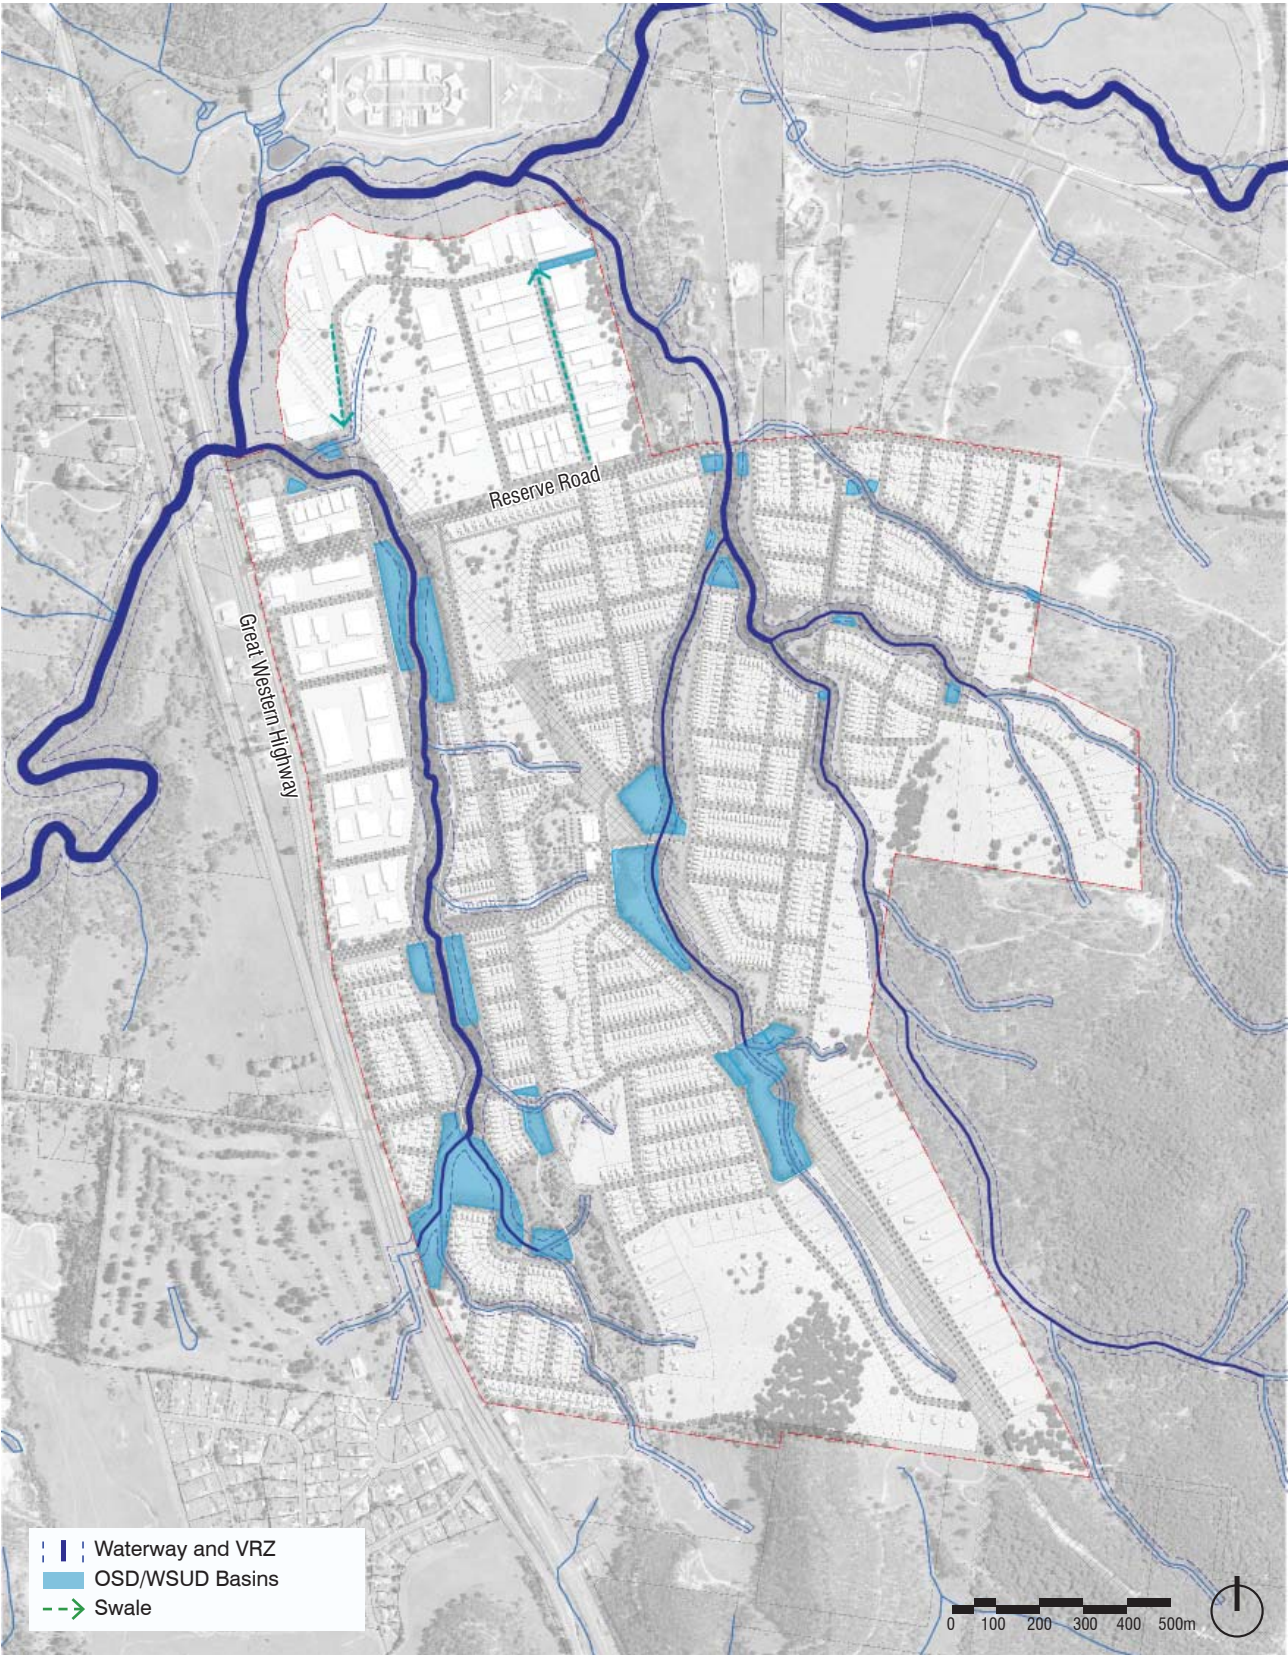 Reserve Road
Great Western Highway
Waterway and VRZ
OSD/WSUD Basins
Swale
0 100 200 300 400 500m